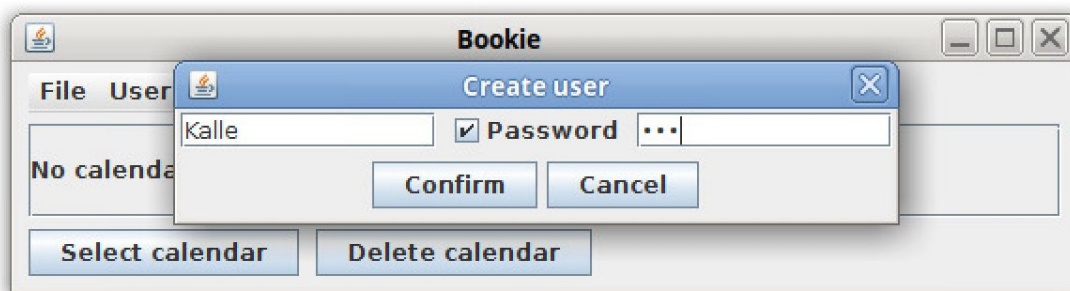 Bookie
File User
Create user
Kalle Password •••
No calenda
Confirm Cancel
Select calendar Delete calendar